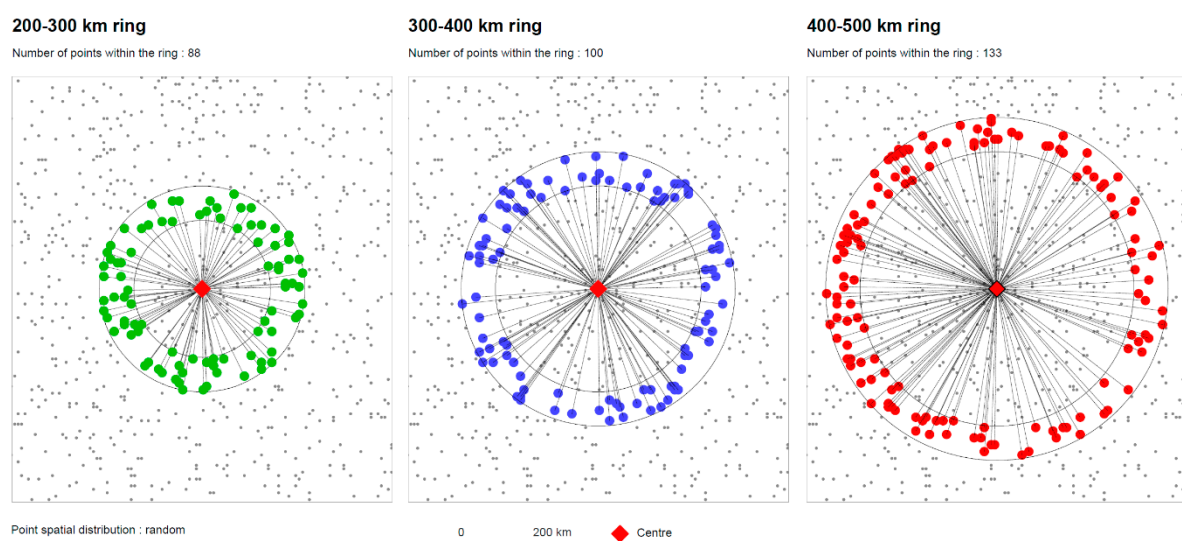 200-300 km ring
Number of points within the ring : 88
300-400 km ring
Number of points within the ring : 100
400-500 km ring
Number of points within the ring : 133
Point spatial distribution : random
0 200 km
Centre